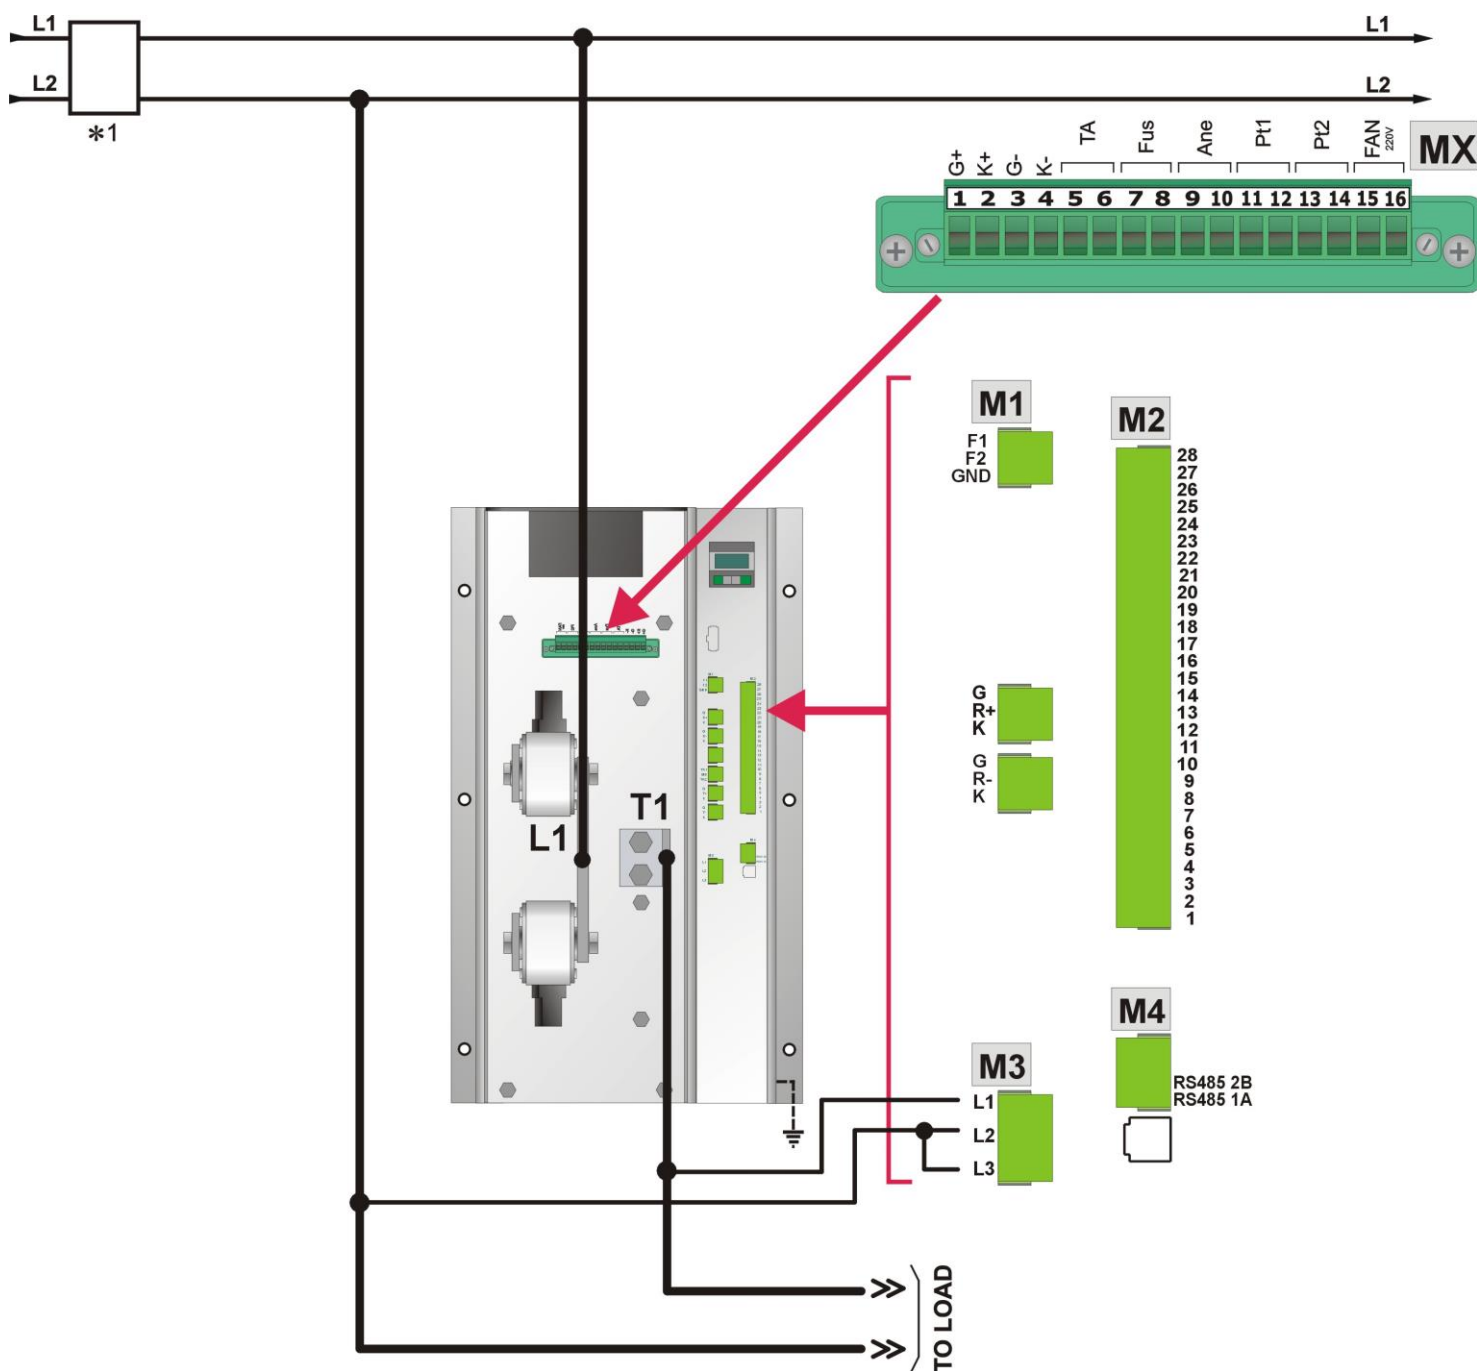 L1
L1
L2
L2
*1
TA
Fus
Ane
Pt1
Pt2
FAN 220V
MX
G+ K+ G- K-
1 2 3 4 5 6 7 8 9 10 11 12 13 14 15 16
M1
F1
F2
GND
M2
28
27
26
25
24
23
22
21
20
19
18
17
16
15
14
13
12
11
10
9
8
7
6
5
4
3
2
1
G
R+
K
G
R-
K
T1
L1
M3
L1
L2
L3
M4
RS485 2B
RS485 1A
TO LOAD